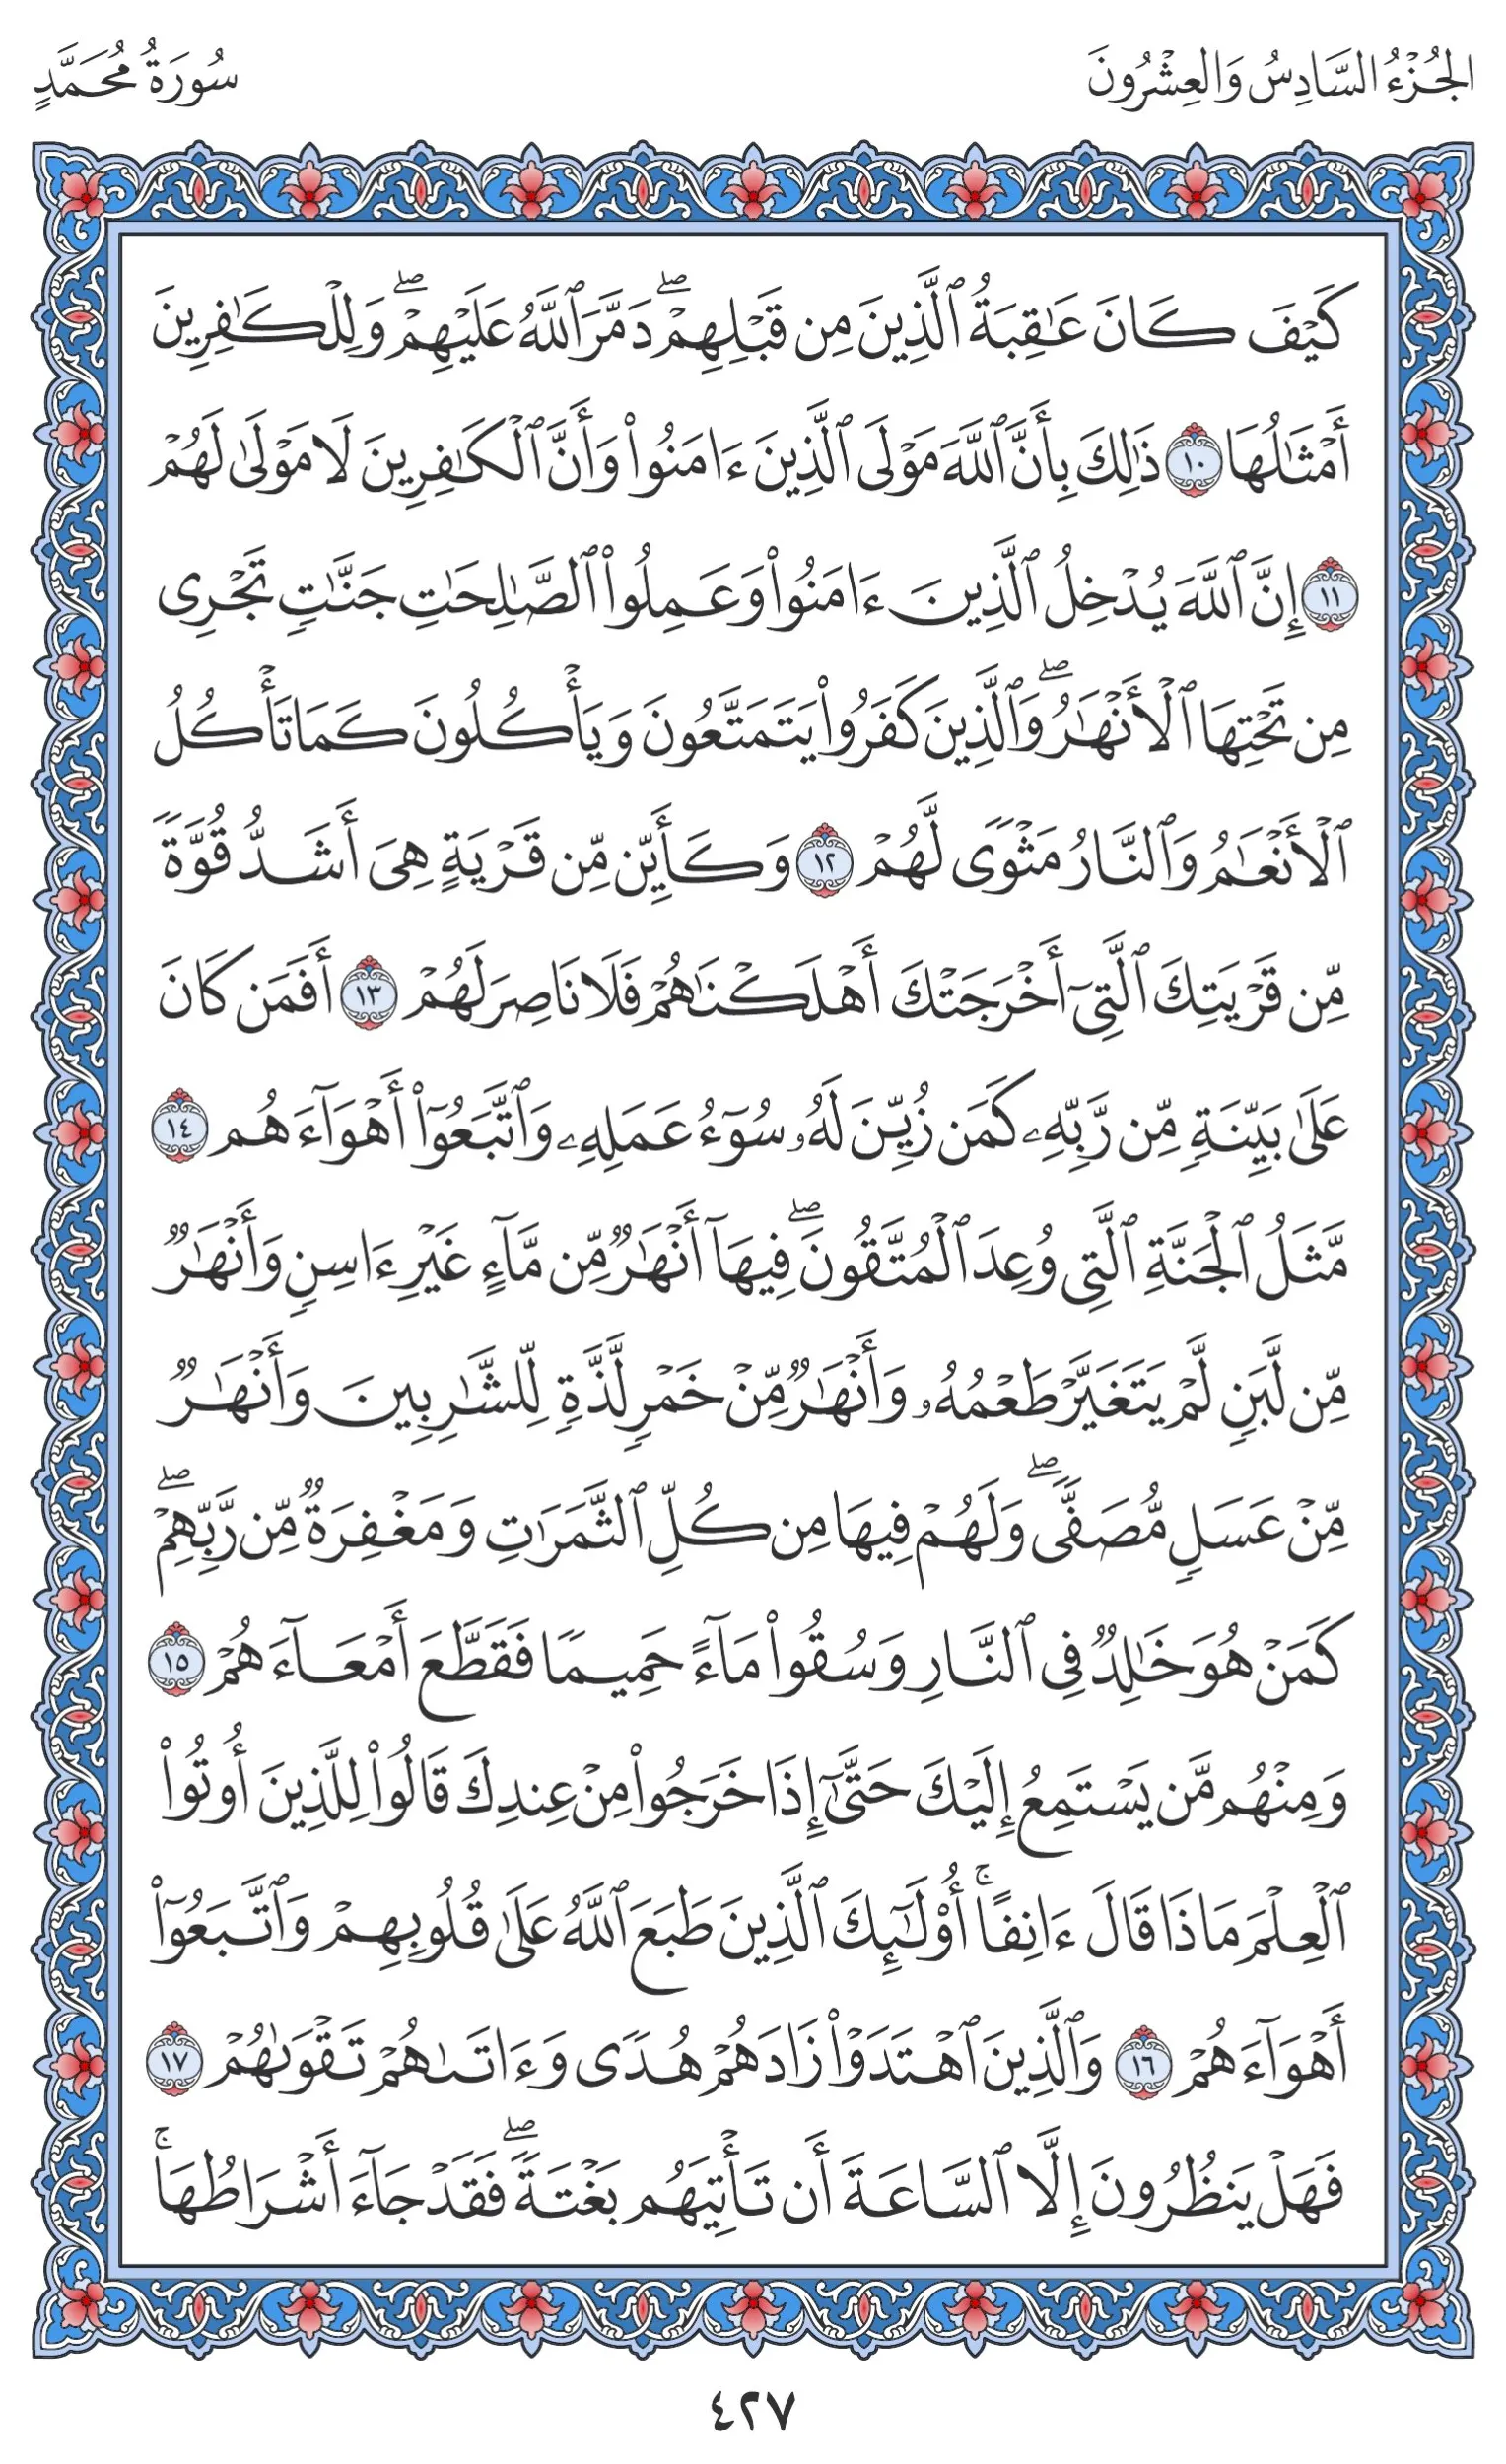 الجُزْءُ السَّادِسُ وَالعِشْرُونَ
سُورَةُ مُحَمَّدٍ
كَيْفَ كَانَ عَٰقِبَةُ ٱلَّذِينَ مِن قَبْلِهِمْۖ دَمَّرَ ٱللَّهُ عَلَيْهِمْۖ وَلِلْكَٰفِرِينَ
أَمْثَٰلُهَا ١٠ ذَٰلِكَ بِأَنَّ ٱللَّهَ مَوْلَى ٱلَّذِينَ ءَامَنُوا۟ وَأَنَّ ٱلْكَٰفِرِينَ لَا مَوْلَىٰ لَهُمْ
١١ إِنَّ ٱللَّهَ يُدْخِلُ ٱلَّذِينَ ءَامَنُوا۟ وَعَمِلُوا۟ ٱلصَّٰلِحَٰتِ جَنَّٰتٍ تَجْرِى
مِن تَحْتِهَا ٱلْأَنْهَٰرُۖ وَٱلَّذِينَ كَفَرُوا۟ يَتَمَتَّعُونَ وَيَأْكُلُونَ كَمَا تَأْكُلُ
ٱلْأَنْعَٰمُ وَٱلنَّارُ مَثْوًى لَّهُمْ ١٢ وَكَأَيِّن مِّن قَرْيَةٍ هِىَ أَشَدُّ قُوَّةً
مِّن قَرْيَتِكَ ٱلَّتِىٓ أَخْرَجَتْكَ أَهْلَكْنَٰهُمْ فَلَا نَاصِرَ لَهُمْ ١٣ أَفَمَن كَانَ
عَلَىٰ بَيِّنَةٍ مِّن رَّبِّهِۦ كَمَن زُيِّنَ لَهُۥ سُوٓءُ عَمَلِهِۦ وَٱتَّبَعُوٓا۟ أَهْوَآءَهُم ١٤
مَّثَلُ ٱلْجَنَّةِ ٱلَّتِى وُعِدَ ٱلْمُتَّقُونَۖ فِيهَآ أَنْهَٰرٌ مِّن مَّآءٍ غَيْرِ ءَاسِنٍ وَأَنْهَٰرٌ
مِّن لَّبَنٍ لَّمْ يَتَغَيَّرْ طَعْمُهُۥ وَأَنْهَٰرٌ مِّنْ خَمْرٍ لَّذَّةٍ لِّلشَّٰرِبِينَ وَأَنْهَٰرٌ
مِّنْ عَسَلٍ مُّصَفًّىۖ وَلَهُمْ فِيهَا مِن كُلِّ ٱلثَّمَرَٰتِ وَمَغْفِرَةٌ مِّن رَّبِّهِمْۖ
كَمَنْ هُوَ خَٰلِدٌ فِى ٱلنَّارِ وَسُقُوا۟ مَآءً حَمِيمًا فَقَطَّعَ أَمْعَآءَهُمْ ١٥
وَمِنْهُم مَّن يَسْتَمِعُ إِلَيْكَ حَتَّىٰٓ إِذَا خَرَجُوا۟ مِنْ عِندِكَ قَالُوا۟ لِلَّذِينَ أُوتُوا۟
ٱلْعِلْمَ مَاذَا قَالَ ءَانِفًاۚ أُو۟لَٰٓئِكَ ٱلَّذِينَ طَبَعَ ٱللَّهُ عَلَىٰ قُلُوبِهِمْ وَٱتَّبَعُوٓا۟
أَهْوَآءَهُمْ ١٦ وَٱلَّذِينَ ٱهْتَدَوْا۟ زَادَهُمْ هُدًى وَءَاتَىٰهُمْ تَقْوَىٰهُمْ ١٧
فَهَلْ يَنظُرُونَ إِلَّا ٱلسَّاعَةَ أَن تَأْتِيَهُم بَغْتَةًۖ فَقَدْ جَآءَ أَشْرَاطُهَاۚ
٤٢٧